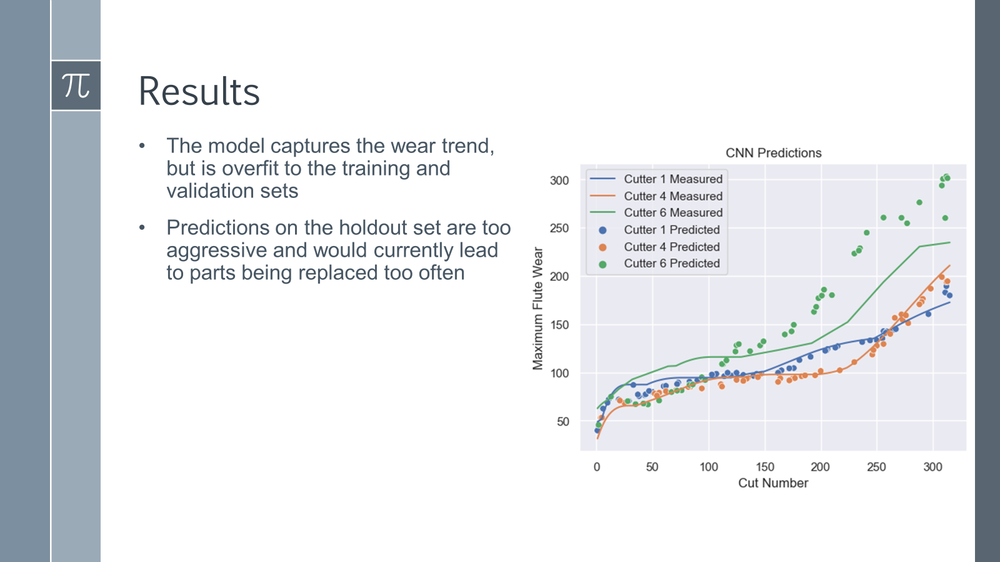 π
Results
• The model captures the wear trend,
but is overfit to the training and
validation sets
• Predictions on the holdout set are too
aggressive and would currently lead
to parts being replaced too often
CNN Predictions
Cutter 1 Measured
Cutter 4 Measured
Cutter 6 Measured
Cutter 1 Predicted
Cutter 4 Predicted
Cutter 6 Predicted
Maximum Flute Wear
300
250
200
150
100
50
0 50 100 150 200 250 300
Cut Number